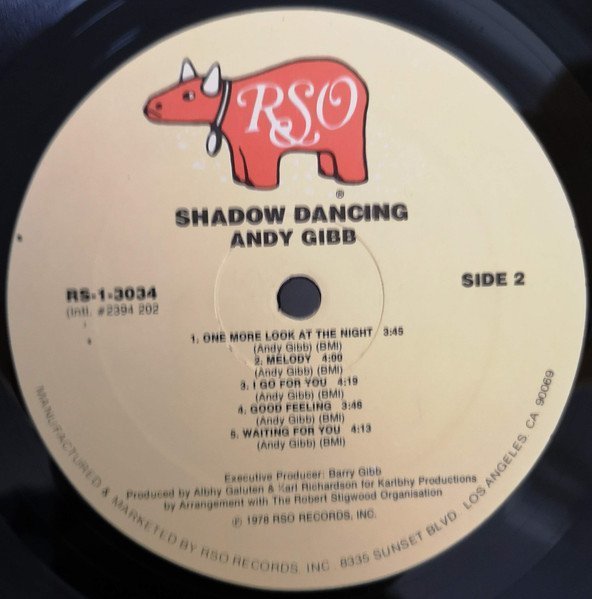 RSO
®
SHADOW DANCING
ANDY GIBB
RS-1-3034
(Intl. #2394 202
SIDE 2
1. ONE MORE LOOK AT THE NIGHT 3:45
(Andy Gibb) (BMI)
2. MELODY 4:00
(Andy Gibb) (BMI)
3. I GO FOR YOU 4:19
(Andy Gibb) (BMI)
4. GOOD FEELING 3:46
(Andy Gibb) (BMI)
5. WAITING FOR YOU 4:13
(Andy Gibb) (BMI)
Executive Producer: Barry Gibb
Produced by Albhy Galuten & Karl Richardson for Karlbhy Productions
by Arrangement with The Robert Stigwood Organisation
℗ 1978 RSO RECORDS, INC.
MANUFACTURED & MARKETED BY RSO RECORDS, INC. 8335 SUNSET BLVD. LOS ANGELES, CA 90069